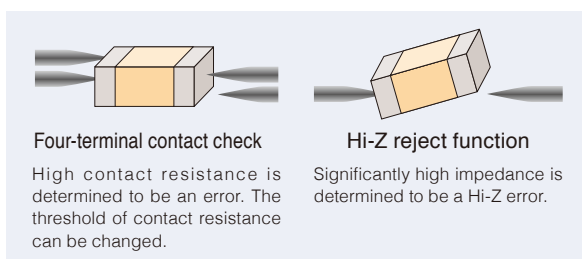 Four-terminal contact check
High contact resistance is
determined to be an error. The
threshold of contact resistance
can be changed.
Hi-Z reject function
Significantly high impedance is
determined to be a Hi-Z error.